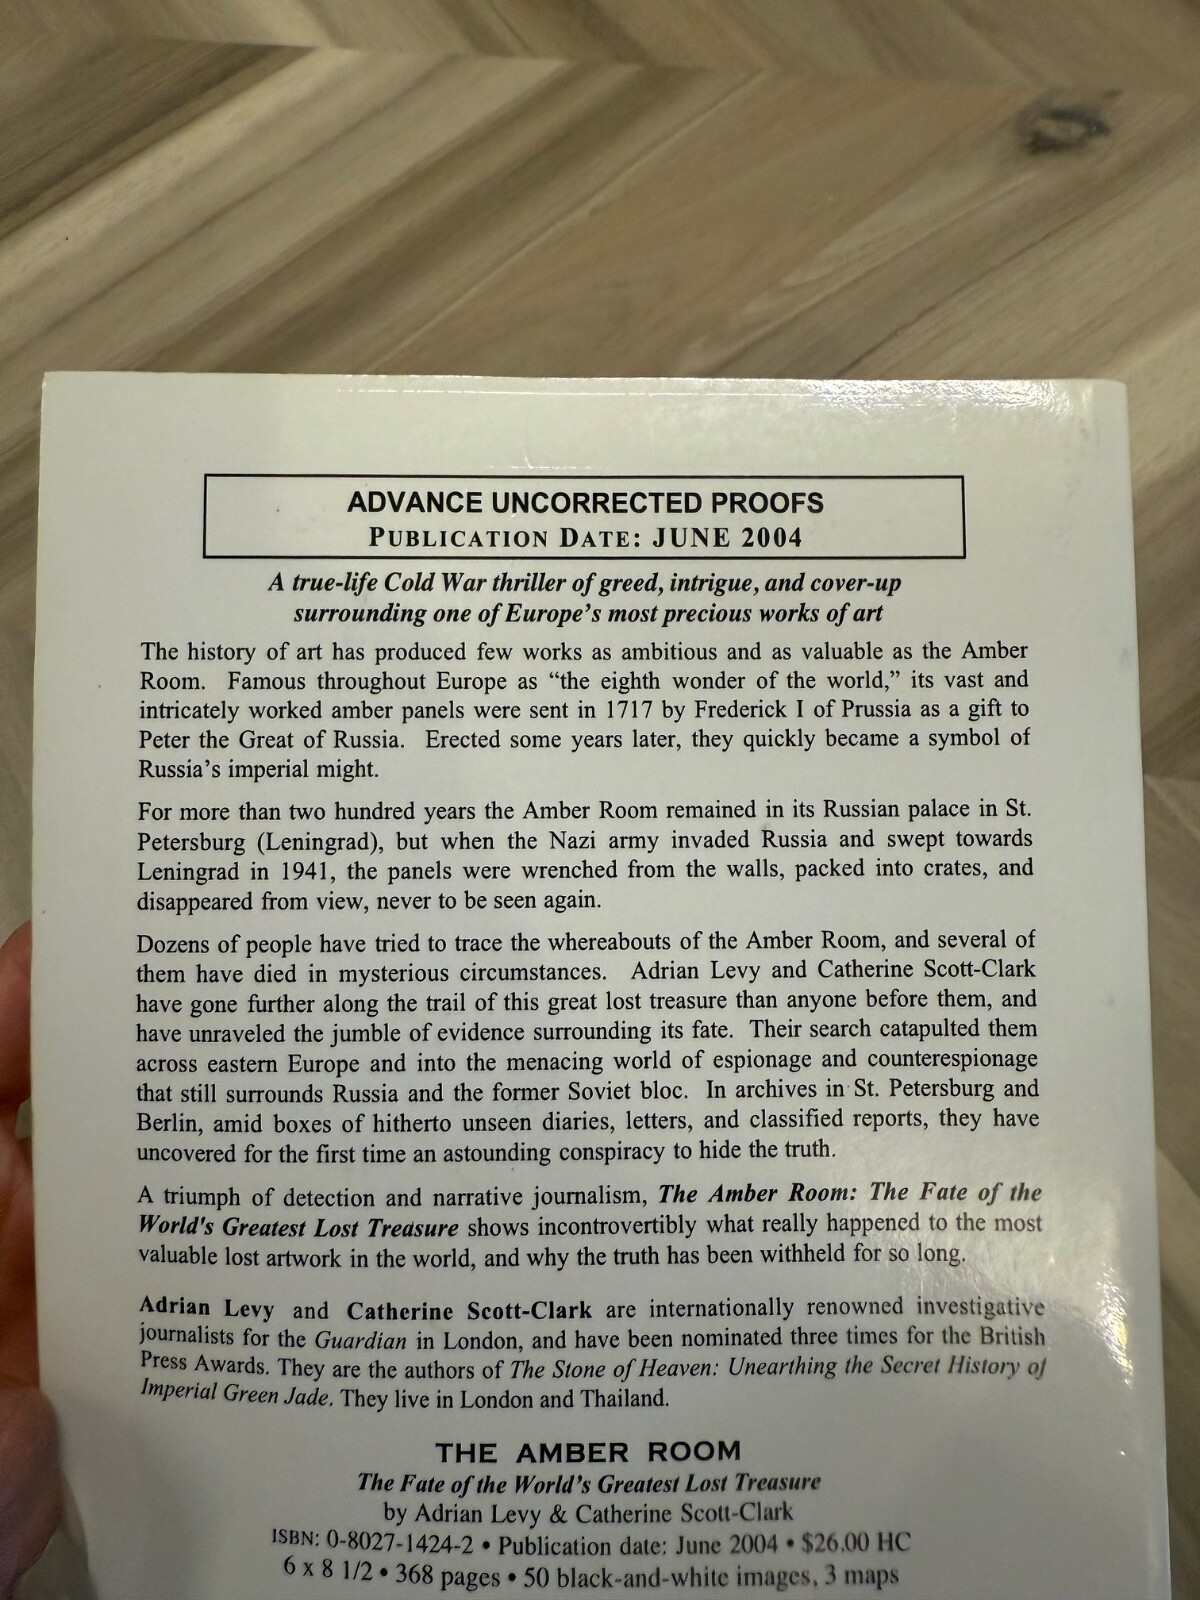 ADVANCE UNCORRECTED PROOFS
PUBLICATION DATE: JUNE 2004
A true-life Cold War thriller of greed, intrigue, and cover-up
surrounding one of Europe's most precious works of art
The history of art has produced few works as ambitious and as valuable as the Amber
Room. Famous throughout Europe as “the eighth wonder of the world,” its vast and
intricately worked amber panels were sent in 1717 by Frederick I of Prussia as a gift to
Peter the Great of Russia. Erected some years later, they quickly became a symbol of
Russia's imperial might.
For more than two hundred years the Amber Room remained in its Russian palace in St.
Petersburg (Leningrad), but when the Nazi army invaded Russia and swept towards
Leningrad in 1941, the panels were wrenched from the walls, packed into crates, and
disappeared from view, never to be seen again.
Dozens of people have tried to trace the whereabouts of the Amber Room, and several of
them have died in mysterious circumstances. Adrian Levy and Catherine Scott-Clark
have gone further along the trail of this great lost treasure than anyone before them, and
have unraveled the jumble of evidence surrounding its fate. Their search catapulted them
across eastern Europe and into the menacing world of espionage and counterespionage
that still surrounds Russia and the former Soviet bloc. In archives in St. Petersburg and
Berlin, amid boxes of hitherto unseen diaries, letters, and classified reports, they have
uncovered for the first time an astounding conspiracy to hide the truth.
A triumph of detection and narrative journalism, The Amber Room: The Fate of the
World's Greatest Lost Treasure shows incontrovertibly what really happened to the most
valuable lost artwork in the world, and why the truth has been withheld for so long.
Adrian Levy and Catherine Scott-Clark are internationally renowned investigative
journalists for the Guardian in London, and have been nominated three times for the British
Press Awards. They are the authors of The Stone of Heaven: Unearthing the Secret History of
Imperial Green Jade. They live in London and Thailand.
THE AMBER ROOM
The Fate of the World's Greatest Lost Treasure
by Adrian Levy & Catherine Scott-Clark
ISBN: 0-8027-1424-2 • Publication date: June 2004 • $26.00 HC
6 x 8 1/2 • 368 pages • 50 black-and-white images, 3 maps